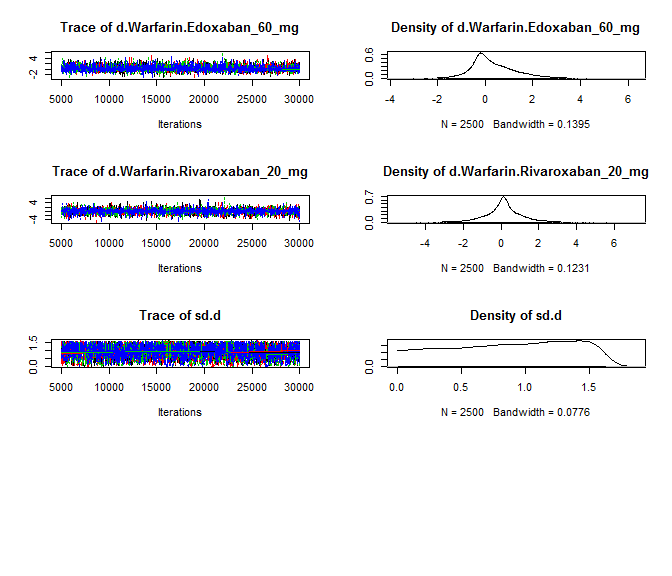 Trace of d.Warfarin.Edoxaban_60_mg
-2 4
5000 10000 15000 20000 25000 30000
Iterations
Density of d.Warfarin.Edoxaban_60_mg
0.0 0.6
-4 -2 0 2 4 6
N = 2500 Bandwidth = 0.1395
Trace of d.Warfarin.Rivaroxaban_20_mg
-4 4
5000 10000 15000 20000 25000 30000
Iterations
Density of d.Warfarin.Rivaroxaban_20_mg
0.0 0.7
-4 -2 0 2 4 6
N = 2500 Bandwidth = 0.1231
Trace of sd.d
0.0 1.5
5000 10000 15000 20000 25000 30000
Iterations
Density of sd.d
0.0
0.0 0.5 1.0 1.5
N = 2500 Bandwidth = 0.0776